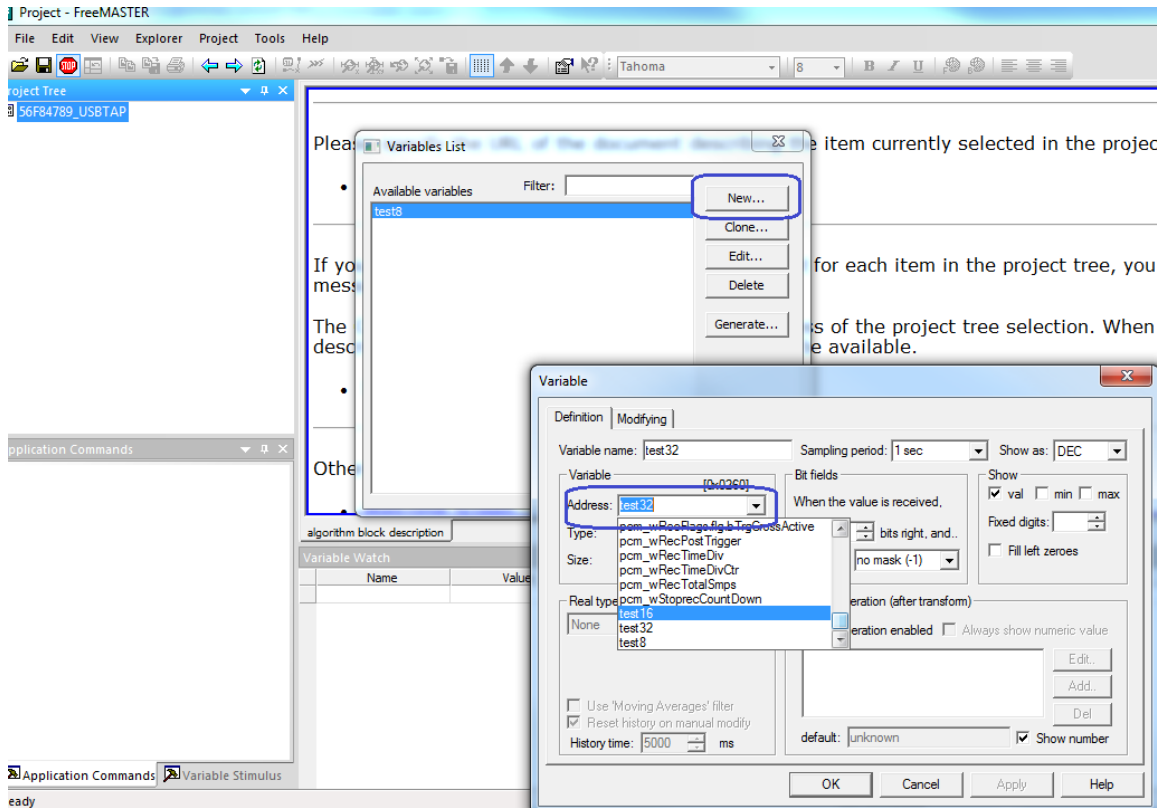 Project - FreeMASTER
File Edit View Explorer Project Tools Help
Tahoma 8 B I U
roject Tree
56F84789_USBTAP
Pleas
e item currently selected in the projec
If yo
for each item in the project tree, you
mess
The
s of the project tree selection. When
desc
e available.
Othe
Variables List
Available variables
Filter:
test8
New...
Clone...
Edit...
Delete
Generate...
algorithm block description
pplication Commands
Variable Watch
Name Value
Variable
Definition Modifying
Variable name: test32
Sampling period: 1 sec
Show as: DEC
Variable
[0x0260]
Address: test32
Type:
Size:
pcm_wRecFlags.flg.bTrgCrossActive
pcm_wRecPostTrigger
pcm_wRecTimeDiv
pcm_wRecTimeDivCtr
pcm_wRecTotalSmps
pcm_wStoprecCountDown
test16
test32
test8
Bit fields
When the value is received,
bits right, and..
no mask (-1)
Show
val min max
Fixed digits:
Fill left zeroes
Real type
None
eration (after transform)
eration enabled Always show numeric value
Edit..
Add..
Del
Use 'Moving Averages' filter
Reset history on manual modify
History time: 5000 ms
default: unknown
Show number
OK Cancel Apply Help
Application Commands Variable Stimulus
eady